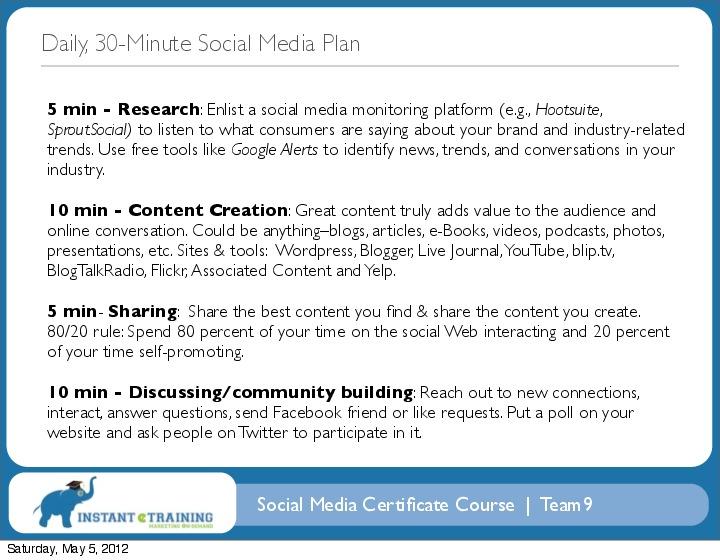 Daily, 30-Minute Social Media Plan
5 min - Research: Enlist a social media monitoring platform (e.g., Hootsuite,
SproutSocial) to listen to what consumers are saying about your brand and industry-related
trends. Use free tools like Google Alerts to identify news, trends, and conversations in your
industry.
10 min - Content Creation: Great content truly adds value to the audience and
online conversation. Could be anything–blogs, articles, e-Books, videos, podcasts, photos,
presentations, etc. Sites & tools: Wordpress, Blogger, Live Journal, YouTube, blip.tv,
BlogTalkRadio, Flickr, Associated Content and Yelp.
5 min- Sharing: Share the best content you find & share the content you create.
80/20 rule: Spend 80 percent of your time on the social Web interacting and 20 percent
of your time self-promoting.
10 min - Discussing/community building: Reach out to new connections,
interact, answer questions, send Facebook friend or like requests. Put a poll on your
website and ask people on Twitter to participate in it.
INSTANT eTRAINING
MARKETING ON DEMAND
Social Media Certificate Course | Team 9
Saturday, May 5, 2012